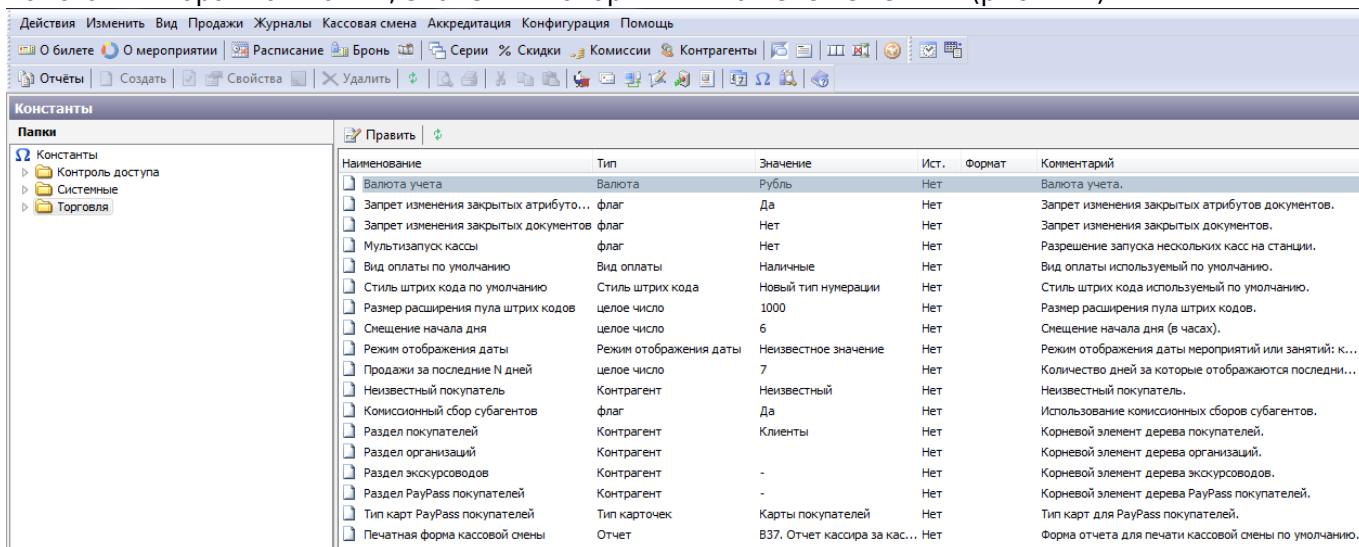 Действия Изменить Вид Продажи Журналы Кассовая смена Аккредитация Конфигурация Помощь
О билете О мероприятии Расписание Бронь Серии % Скидки Комиссии Контрагенты
Отчёты Создать Свойства Удалить
Константы
Папки Править
Константы
Контроль доступа
Системные
Торговля
Наименование Тип Значение Ист. Формат Комментарий
Валюта учета Валюта Рубль Нет Валюта учета.
Запрет изменения закрытых атрибуто... флаг Да Нет Запрет изменения закрытых атрибутов документов.
Запрет изменения закрытых документов флаг Нет Нет Запрет изменения закрытых документов.
Мультизапуск кассы флаг Нет Нет Разрешение запуска нескольких касс на станции.
Вид оплаты по умолчанию Вид оплаты Наличные Нет Вид оплаты используемый по умолчанию.
Стиль штрих кода по умолчанию Стиль штрих кода Новый тип нумерации Нет Стиль штрих кода используемый по умолчанию.
Размер расширения пула штрих кодов целое число 1000 Нет Размер расширения пула штрих кодов.
Смещение начала дня целое число 6 Нет Смещение начала дня (в часах).
Режим отображения даты Режим отображения даты Неизвестное значение Нет Режим отображения даты мероприятий или занятий: к...
Продажи за последние N дней целое число 7 Нет Количество дней за которые отображаются последни...
Неизвестный покупатель Контрагент Неизвестный Нет Неизвестный покупатель.
Комиссионный сбор субагентов флаг Да Нет Использование комиссионных сборов субагентов.
Раздел покупателей Контрагент Клиенты Нет Корневой элемент дерева покупателей.
Раздел организаций Контрагент Нет Корневой элемент дерева организаций.
Раздел экскурсоводов Контрагент - Нет Корневой элемент дерева экскурсоводов.
Раздел PayPass покупателей Контрагент - Нет Корневой элемент дерева PayPass покупателей.
Тип карт PayPass покупателей Тип карточек Карты покупателей Нет Тип карт для PayPass покупателей.
Печатная форма кассовой смены Отчет B37. Отчет кассира за кас... Нет Форма отчета для печати кассовой смены по умолчанию.